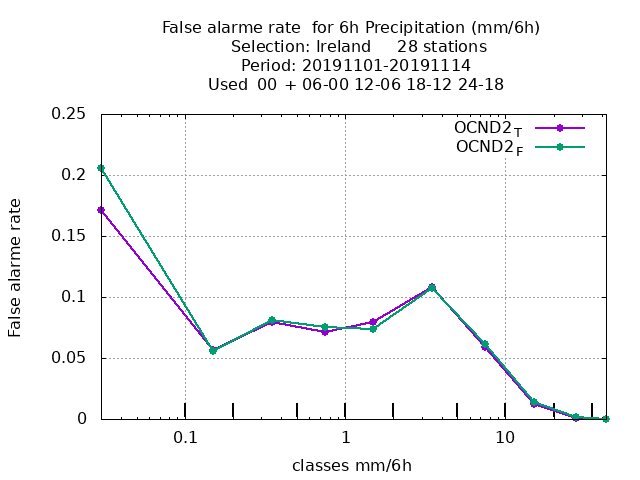 False alarme rate  for 6h Precipitation (mm/6h)
Selection: Ireland     28 stations
Period: 20191101-20191114
Used  00  + 06-00 12-06 18-12 24-18
0.25
0.2
0.15
0.1
0.05
0
False alarme rate
OCND2_T
OCND2_F
0.1
1
10
classes mm/6h